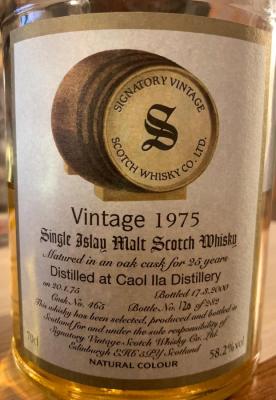 SIGNATORY VINTAGE
S
SCOTCH WHISKY CO. LTD.
Vintage 1975
Single Islay Malt Scotch Whisky
Matured in an oak cask for 25 years
Distilled at Caol Ila Distillery
on 20.1.75 Bottled 17.3.2000
Cask No. 465 Bottle No. 120 of 282
This whisky has been selected, produced and bottled in
Scotland for and under the sole responsibility of
Signatory Vintage Scotch Whisky Co. Ltd.
70cl Edinburgh EH6 5PY Scotland 58.2%vol
NATURAL COLOUR